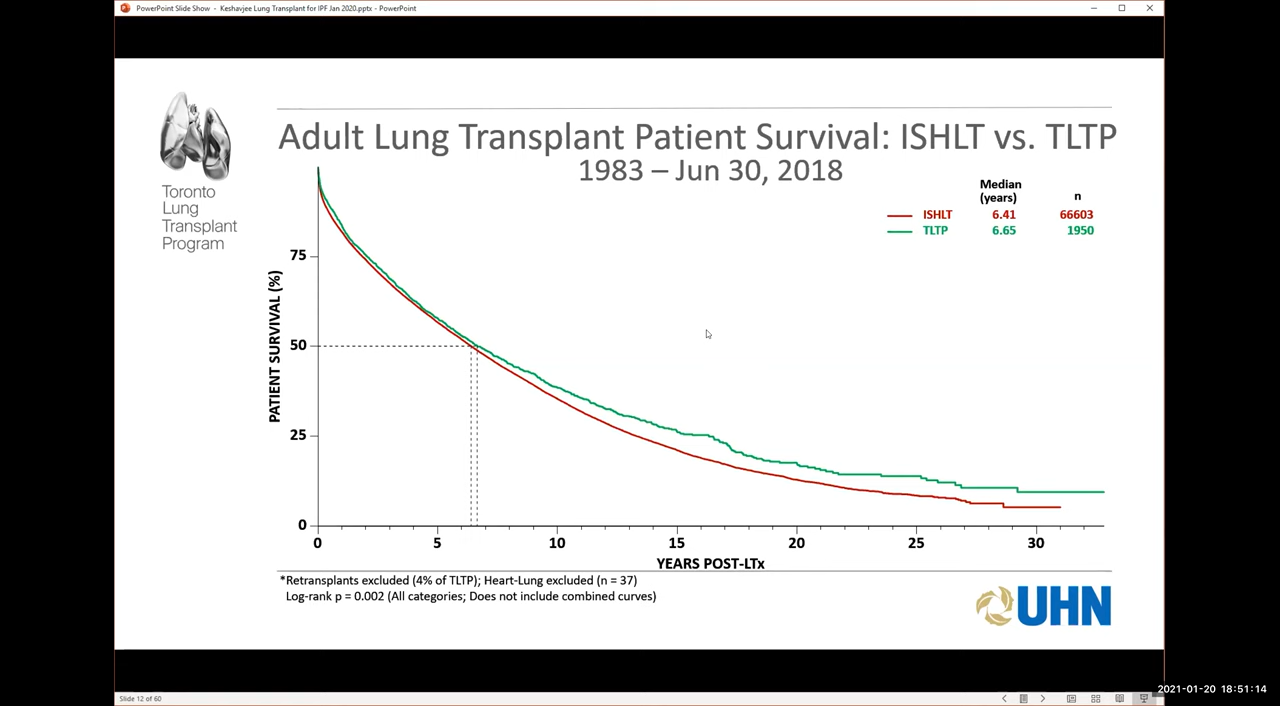 PowerPoint Slide Show - Keshavjee Lung Transplant for IPF Jan 2020.pptx - PowerPoint
Toronto
Lung
Transplant
Program
Adult Lung Transplant Patient Survival: ISHLT vs. TLTP
1983 – Jun 30, 2018
Median
(years) n
ISHLT 6.41 66603
TLTP 6.65 1950
PATIENT SURVIVAL (%)
75
50
25
0
0 5 10 15 20 25 30
YEARS POST-LTx
*Retransplants excluded (4% of TLTP); Heart-Lung excluded (n = 37)
Log-rank p = 0.002 (All categories; Does not include combined curves)
UHN
Slide 12 of 60
2021-01-20 18:51:14